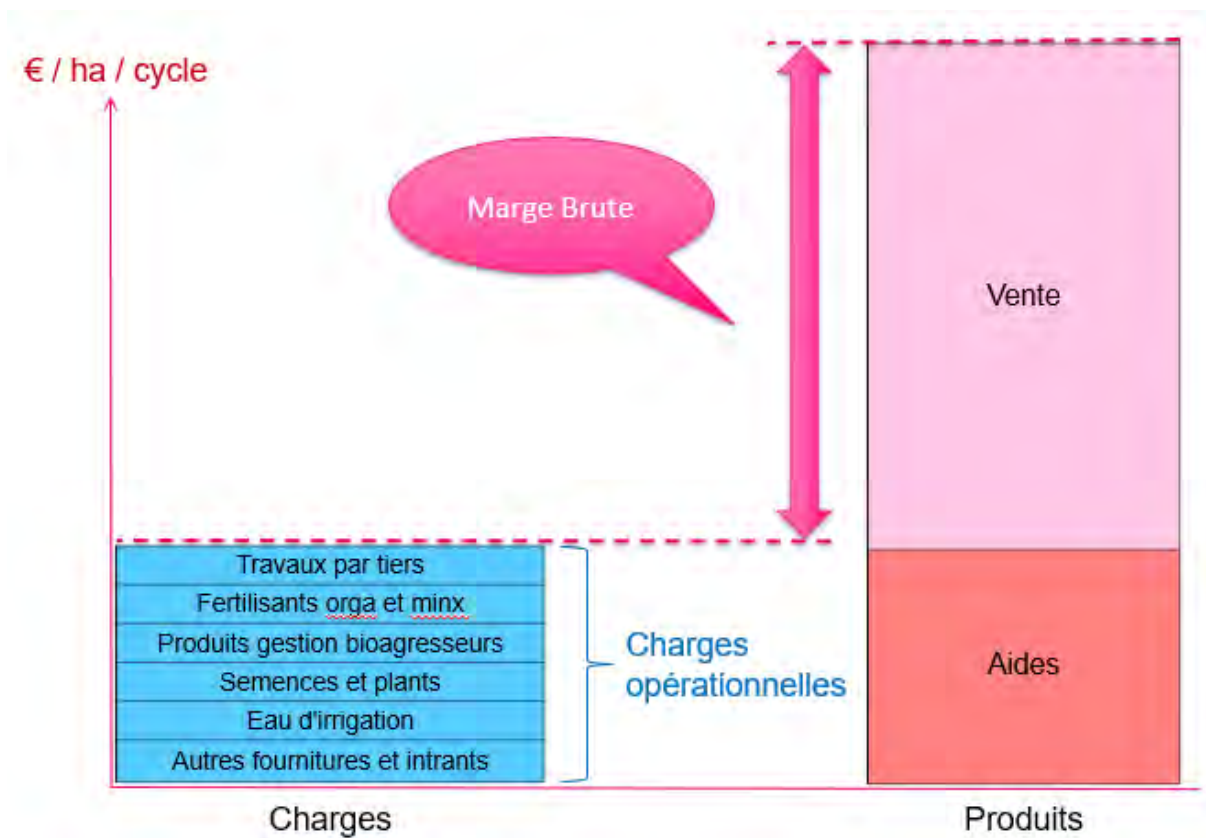 € / ha / cycle
Marge Brute
Vente
Travaux par tiers
Fertilisants orga et minx
Produits gestion bioagresseurs
Semences et plants
Eau d'irrigation
Autres fournitures et intrants
Charges
opérationnelles
Aides
Charges
Produits